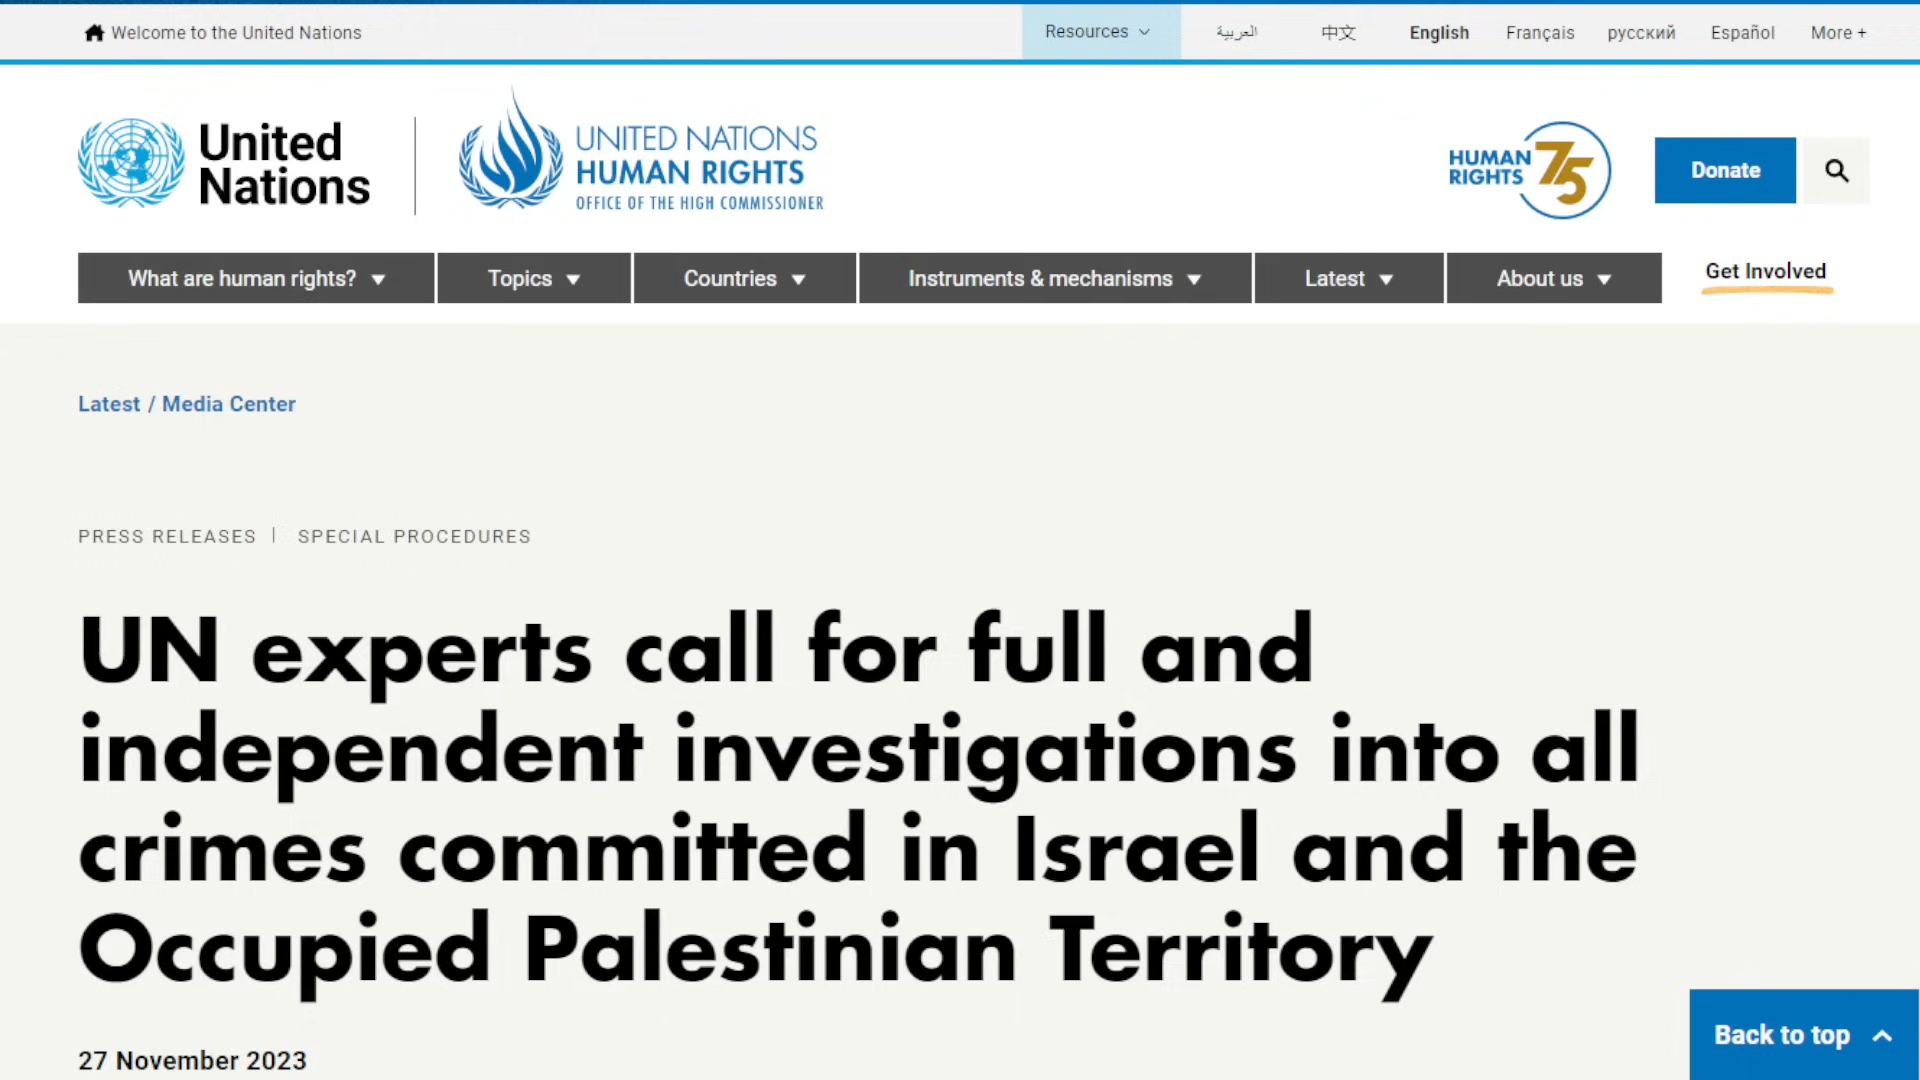 Welcome to the United Nations
Resources
العربية
中文
English
Français
русский
Español
More +
United
Nations
UNITED NATIONS
HUMAN RIGHTS
OFFICE OF THE HIGH COMMISSIONER
HUMAN
RIGHTS
75
Donate
What are human rights?
Topics
Countries
Instruments & mechanisms
Latest
About us
Get Involved
Latest / Media Center
PRESS RELEASES | SPECIAL PROCEDURES
UN experts call for full and
independent investigations into all
crimes committed in Israel and the
Occupied Palestinian Territory
27 November 2023
Back to top